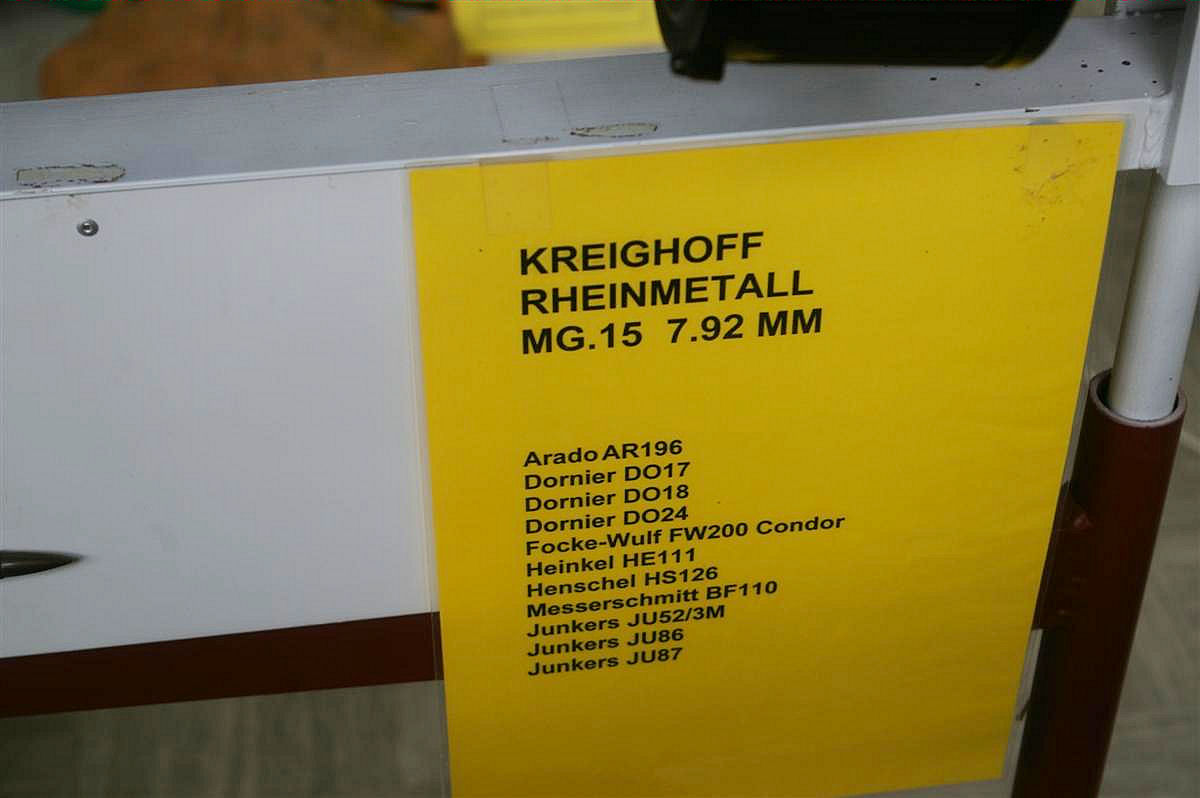 KREIGHOFF
RHEINMETALL
MG.15 7.92 MM
Arado AR196
Dornier DO17
Dornier DO18
Dornier DO24
Focke-Wulf FW200 Condor
Heinkel HE111
Henschel HS126
Messerschmitt BF110
Junkers JU52/3M
Junkers JU86
Junkers JU87